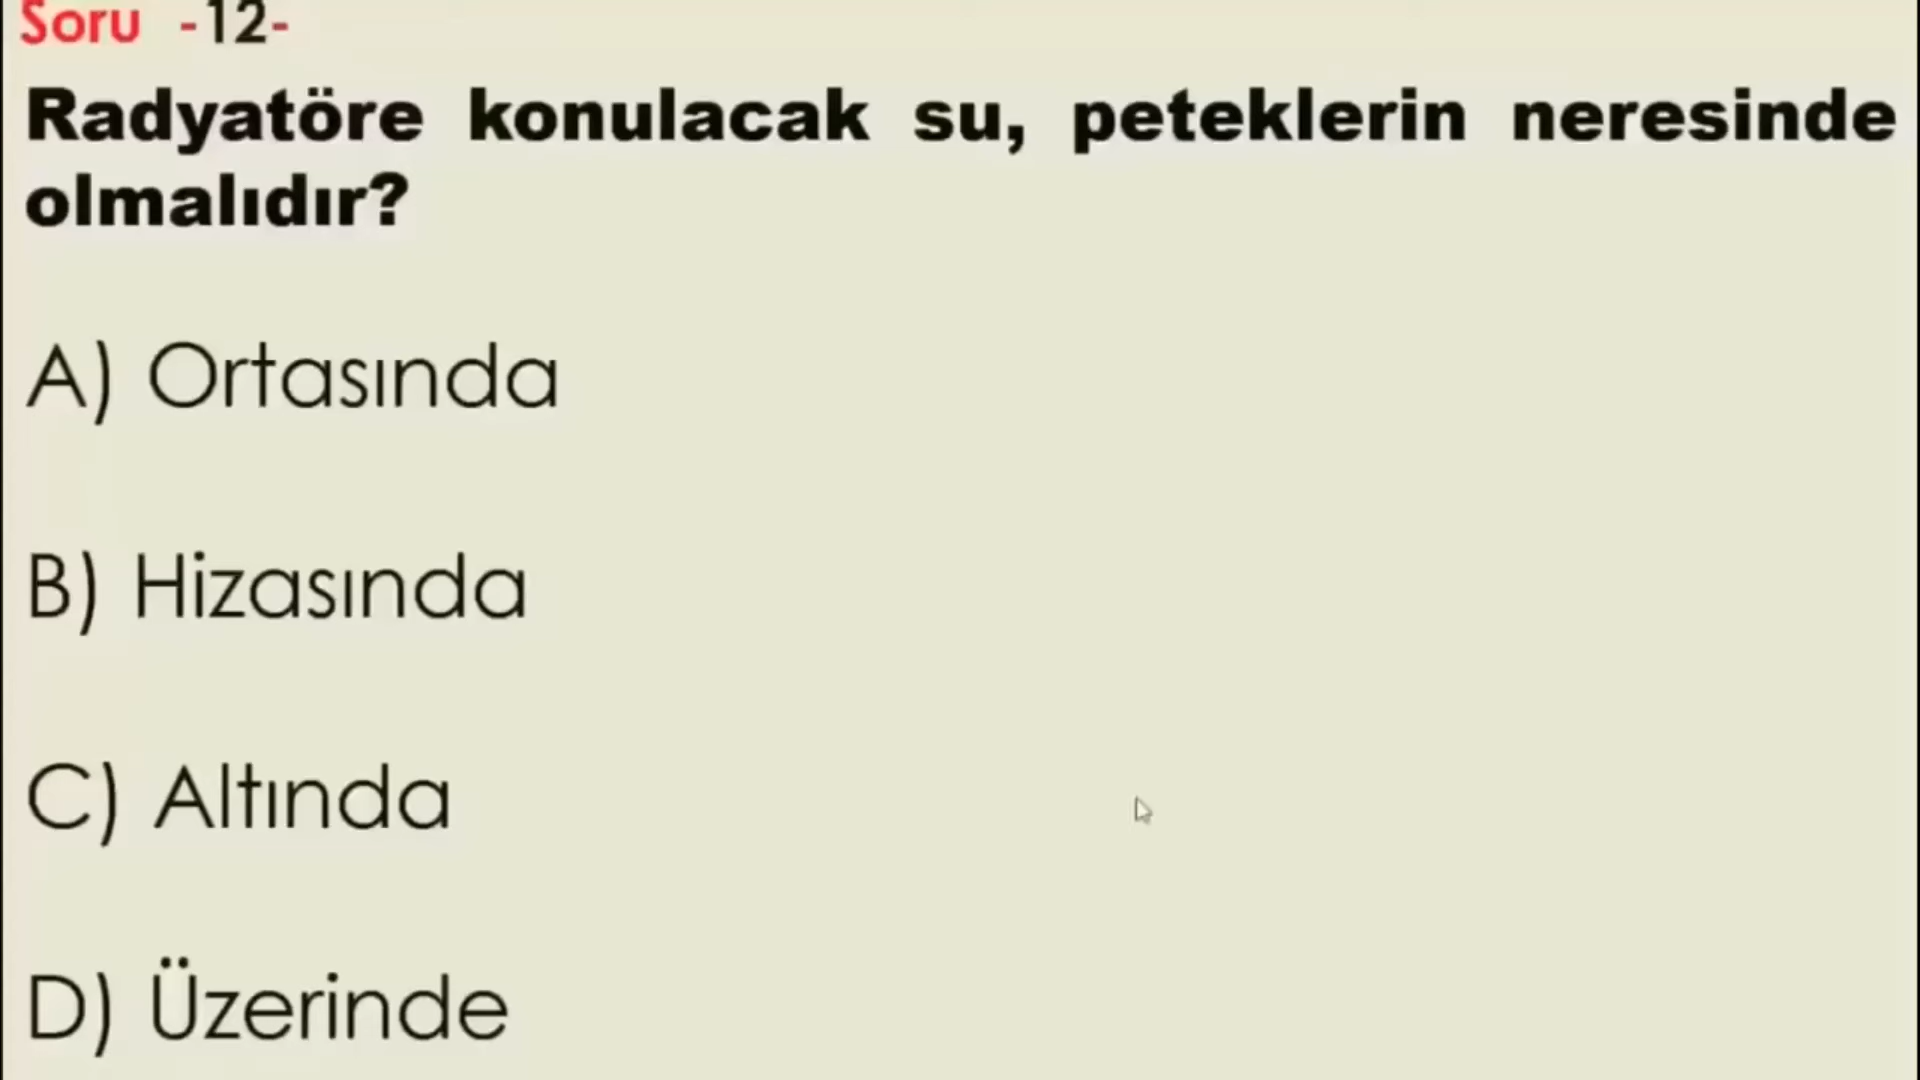 Soru -12-
Radyatöre konulacak su, peteklerin neresinde
olmalıdır?
A) Ortasında
B) Hizasında
C) Altında
D) Üzerinde